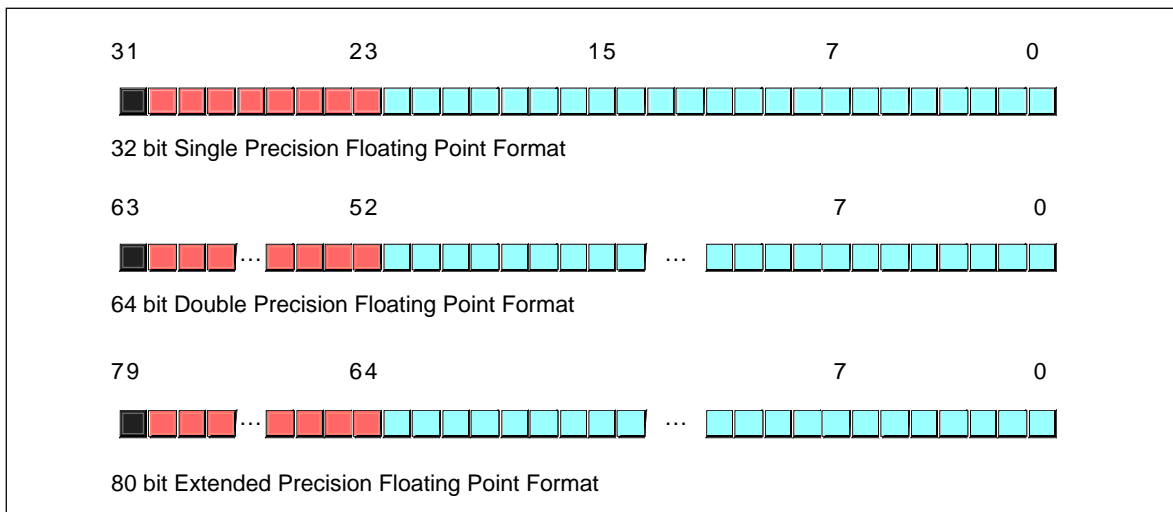 31 23 15 7 0
32 bit Single Precision Floating Point Format
63 52 7 0
... ...
64 bit Double Precision Floating Point Format
79 64 7 0
... ...
80 bit Extended Precision Floating Point Format